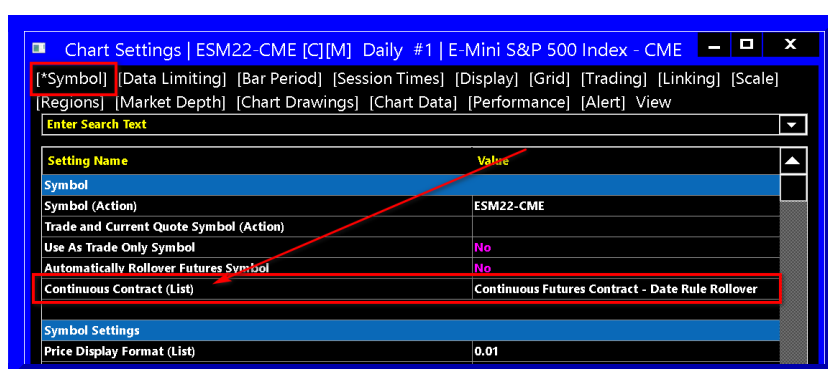 Chart Settings | ESM22-CME [C][M] Daily #1 | E-Mini S&P 500 Index - CME
[*Symbol] [Data Limiting] [Bar Period] [Session Times] [Display] [Grid] [Trading] [Linking] [Scale]
[Regions] [Market Depth] [Chart Drawings] [Chart Data] [Performance] [Alert] View
Enter Search Text
Setting Name Value
Symbol
Symbol (Action) ESM22-CME
Trade and Current Quote Symbol (Action)
Use As Trade Only Symbol No
Automatically Rollover Futures Symbol No
Continuous Contract (List) Continuous Futures Contract - Date Rule Rollover
Symbol Settings
Price Display Format (List) 0.01